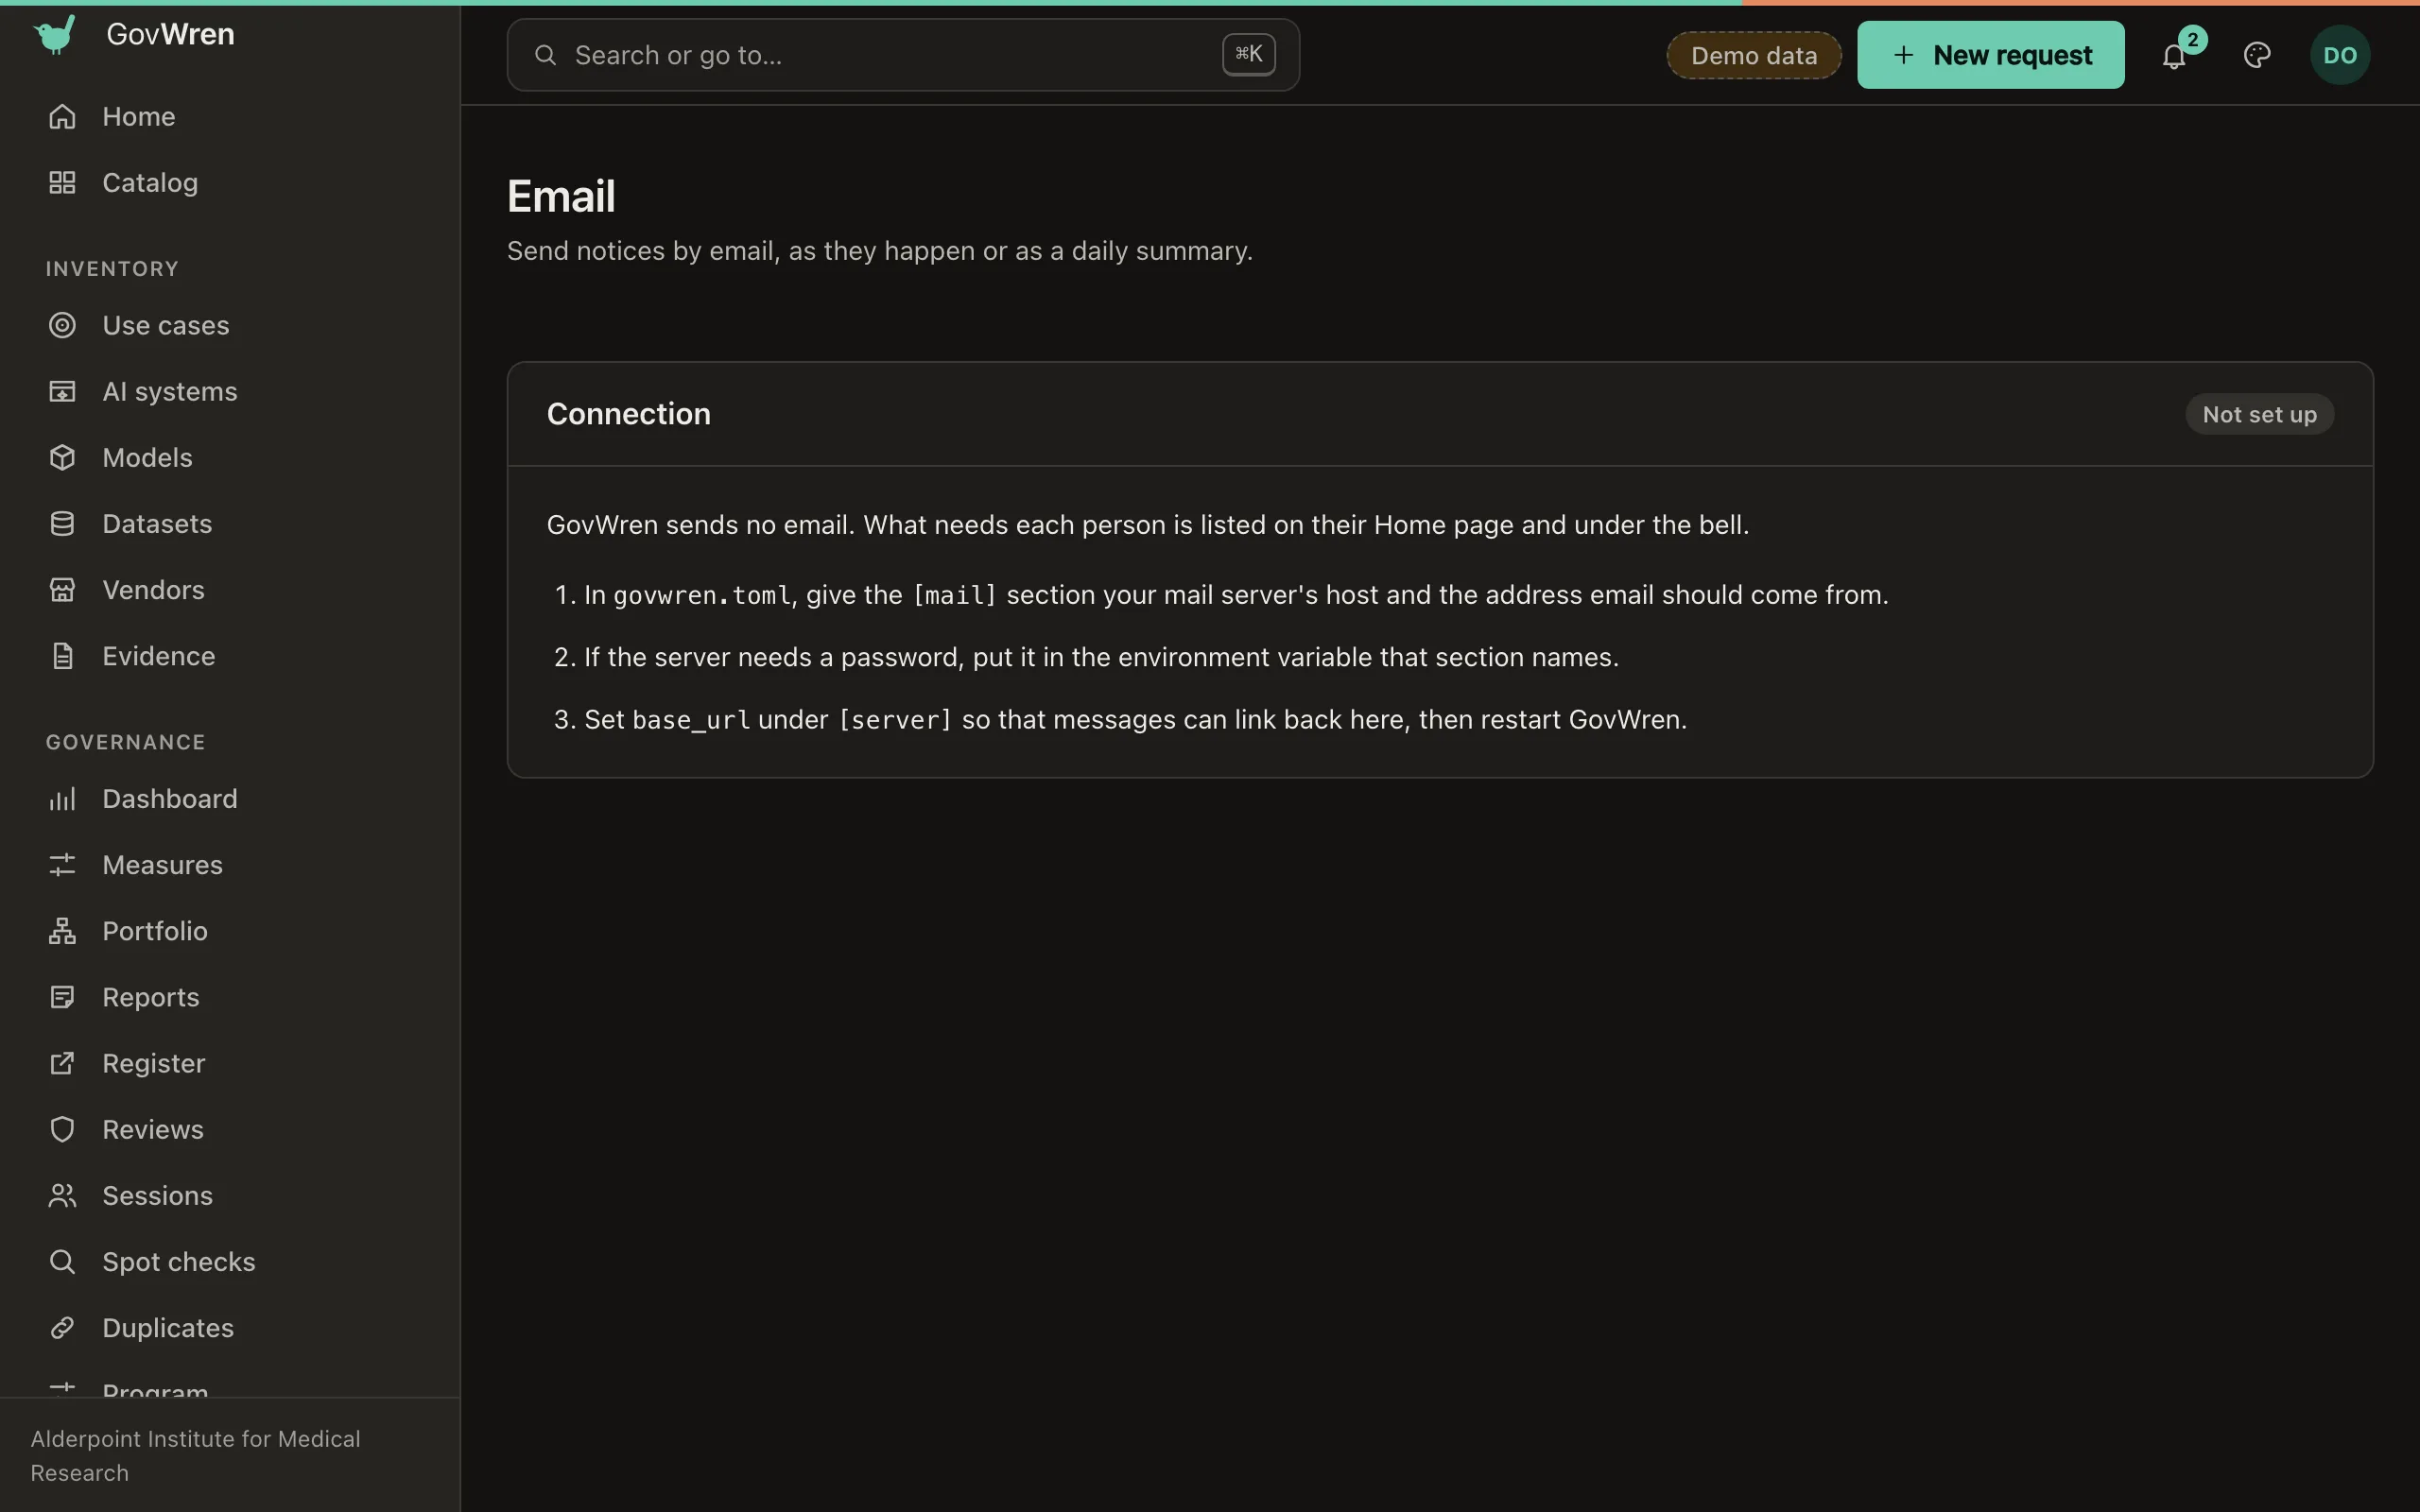 GovWren
Search or go to...
⌘K
Demo data
+ New request
2
DO
Home
Catalog
INVENTORY
Use cases
AI systems
Models
Datasets
Vendors
Evidence
GOVERNANCE
Dashboard
Measures
Portfolio
Reports
Register
Reviews
Sessions
Spot checks
Duplicates
Program
Alderpoint Institute for Medical
Research
Email
Send notices by email, as they happen or as a daily summary.
Connection
Not set up
GovWren sends no email. What needs each person is listed on their Home page and under the bell.
1. In govwren.toml, give the [mail] section your mail server's host and the address email should come from.
2. If the server needs a password, put it in the environment variable that section names.
3. Set base_url under [server] so that messages can link back here, then restart GovWren.